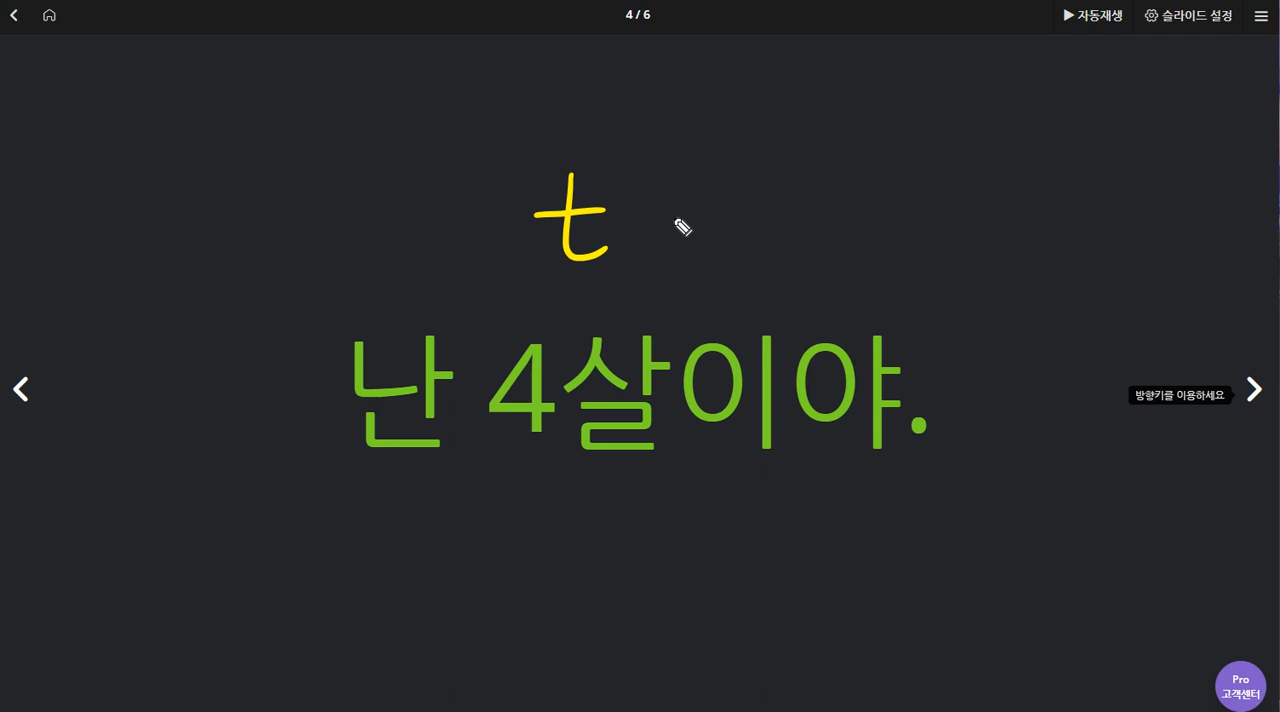 4 / 6
▶ 자동재생
슬라이드 설정
t
난 4살이야.
방향키를 이용하세요
Pro
고객센터